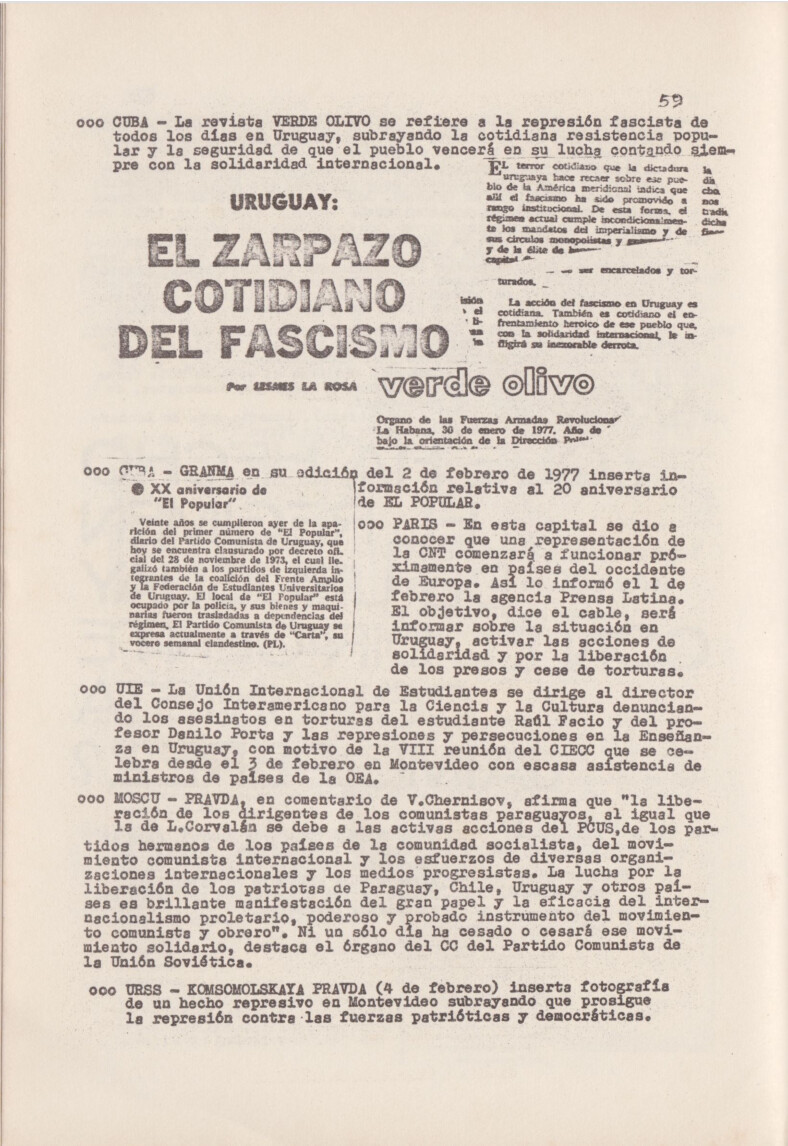 59
ooo CUBA - La revista VERDE OLIVO se refiere a la represión fascista de
todos los días en Uruguay, subrayando la cotidiana resistencia popu-
lar y la seguridad de que el pueblo vencerá en su lucha contando siem-
pre con la solidaridad internacional.
URUGUAY:
EL ZARPAZO
COTIDIANO
DEL FASCISMO
Por LESMES LA ROSA
EL terror cotidiano que la dictadura
uruguaya hace recaer sobre ese pue-
blo de la América meridional indica que
allí el fascismo ha sido promovido a
rango institucional. De esta forma, el
régimen actual cumple incondicionalmen-
te los mandatos del imperialismo y de
sus círculos monopolistas y
y de la élite de
capital
la
día
cho
nos
tradic
dicha
ser encarcelados y tor-
turados.
isión
el
li-
La acción del fascismo en Uruguay es
cotidiana. También es cotidiano el en-
frentamiento heroico de ese pueblo que,
con la solidaridad internacional, le in-
fligirá su inexorable derrota.
verde olivo
Organo de las Fuerzas Armadas Revolucionar
La Habana, 30 de enero de 1977. Año de
bajo la orientación de la Dirección
ooo CUBA - GRANMA en su edición del 2 de febrero de 1977 inserta in-
formación relativa al 20 aniversario
de EL POPULAR.
XX aniversario de
"El Popular"
Veinte años se cumplieron ayer de la apa-
rición del primer número de "El Popular",
diario del Partido Comunista de Uruguay, que
hoy se encuentra clausurado por decreto ofi-
cial del 28 de noviembre de 1973, el cual ile-
galizó también a los partidos de izquierda in-
tegrantes de la coalición del Frente Amplio
y la Federación de Estudiantes Universitarios
de Uruguay. El local de "El Popular" está
ocupado por la policía, y sus bienes y maqui-
narias fueron trasladadas a dependencias del
régimen. El Partido Comunista de Uruguay se
expresa actualmente a través de "Carta", su
vocero semanal clandestino. (PL).
ooo PARIS - En esta capital se dio a
conocer que una representación de
la CNT comenzará a funcionar pró-
ximamente en países del occidente
de Europa. Así lo informó el 1 de
febrero la agencia Prensa Latina.
El objetivo, dice el cable, será
informar sobre la situación en
Uruguay, activar las acciones de
solidaridad y por la liberación
de los presos y cese de torturas.
ooo UIE - La Unión Internacional de Estudiantes se dirige al director
del Consejo Interamericano para la Ciencia y la Cultura denuncian-
do los asesinatos en torturas del estudiante Raúl Facio y del pro-
fesor Danilo Porta y las represiones y persecuciones en la Enseñan-
za en Uruguay, con motivo de la VIII reunión del CIECC que se ce-
lebra desde el 3 de febrero en Montevideo con escasa asistencia de
ministros de países de la OEA.
ooo MOSCU - PRAVDA, en comentario de V.Chernisov, afirma que "la libe-
ración de los dirigentes de los comunistas paraguayos, al igual que
la de L.Corvalán se debe a las activas acciones del PCUS,de los par-
tidos hermanos de los países de la comunidad socialista, del movi-
miento comunista internacional y los esfuerzos de diversas organi-
zaciones internacionales y los medios progresistas. La lucha por la
liberación de los patriotas de Paraguay, Chile, Uruguay y otros paí-
ses es brillante manifestación del gran papel y la eficacia del inter-
nacionalismo proletario, poderoso y probado instrumento del movimien-
to comunista y obrero". Ni un sólo día ha cesado o cesará ese movi-
miento solidario, destaca el órgano del CC del Partido Comunista de
la Unión Soviética.
ooo URSS - KOMSOMOLSKAYA PRAVDA (4 de febrero) inserta fotografía
de un hecho represivo en Montevideo subrayando que prosigue
la represión contra las fuerzas patrióticas y democráticas.